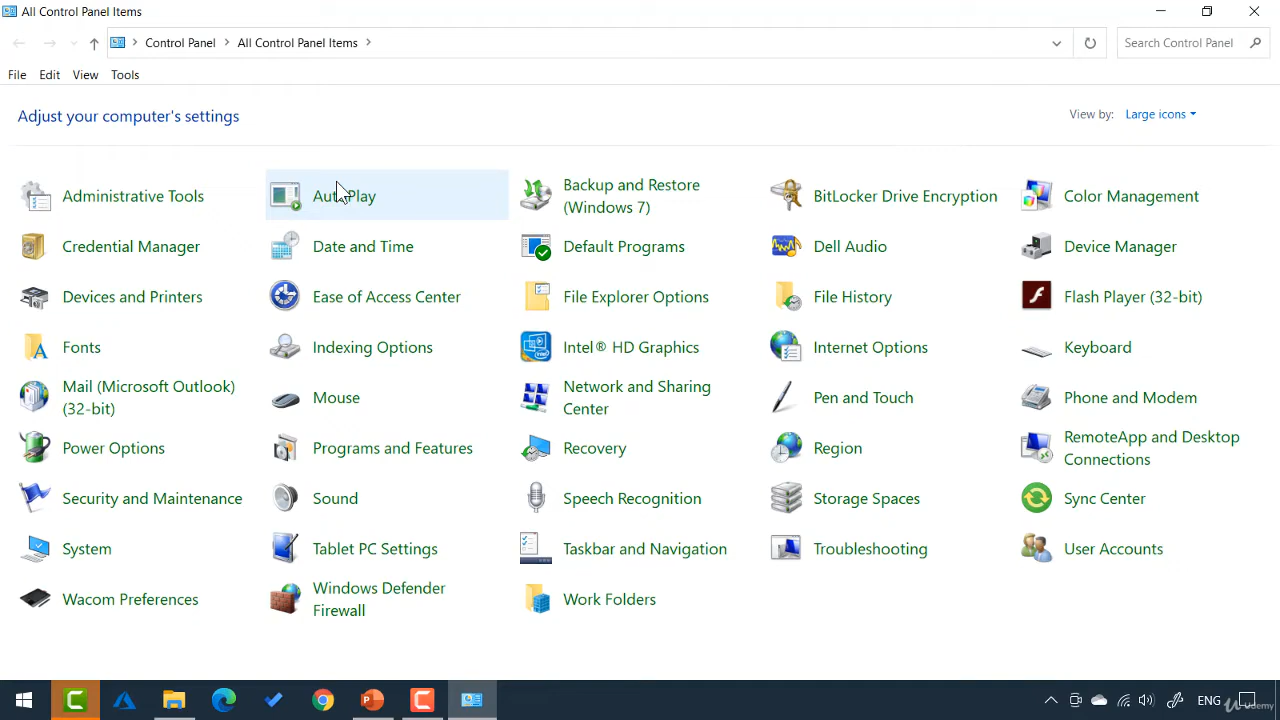 All Control Panel Items
Control Panel > All Control Panel Items >
Search Control Panel
File Edit View Tools
Adjust your computer's settings
View by: Large icons
Administrative Tools
AutoPlay
Backup and Restore
(Windows 7)
BitLocker Drive Encryption
Color Management
Credential Manager
Date and Time
Default Programs
Dell Audio
Device Manager
Devices and Printers
Ease of Access Center
File Explorer Options
File History
Flash Player (32-bit)
Fonts
Indexing Options
Intel® HD Graphics
Internet Options
Keyboard
Mail (Microsoft Outlook)
(32-bit)
Mouse
Network and Sharing
Center
Pen and Touch
Phone and Modem
Power Options
Programs and Features
Recovery
Region
RemoteApp and Desktop
Connections
Security and Maintenance
Sound
Speech Recognition
Storage Spaces
Sync Center
System
Tablet PC Settings
Taskbar and Navigation
Troubleshooting
User Accounts
Wacom Preferences
Windows Defender
Firewall
Work Folders
ENG
Udemy